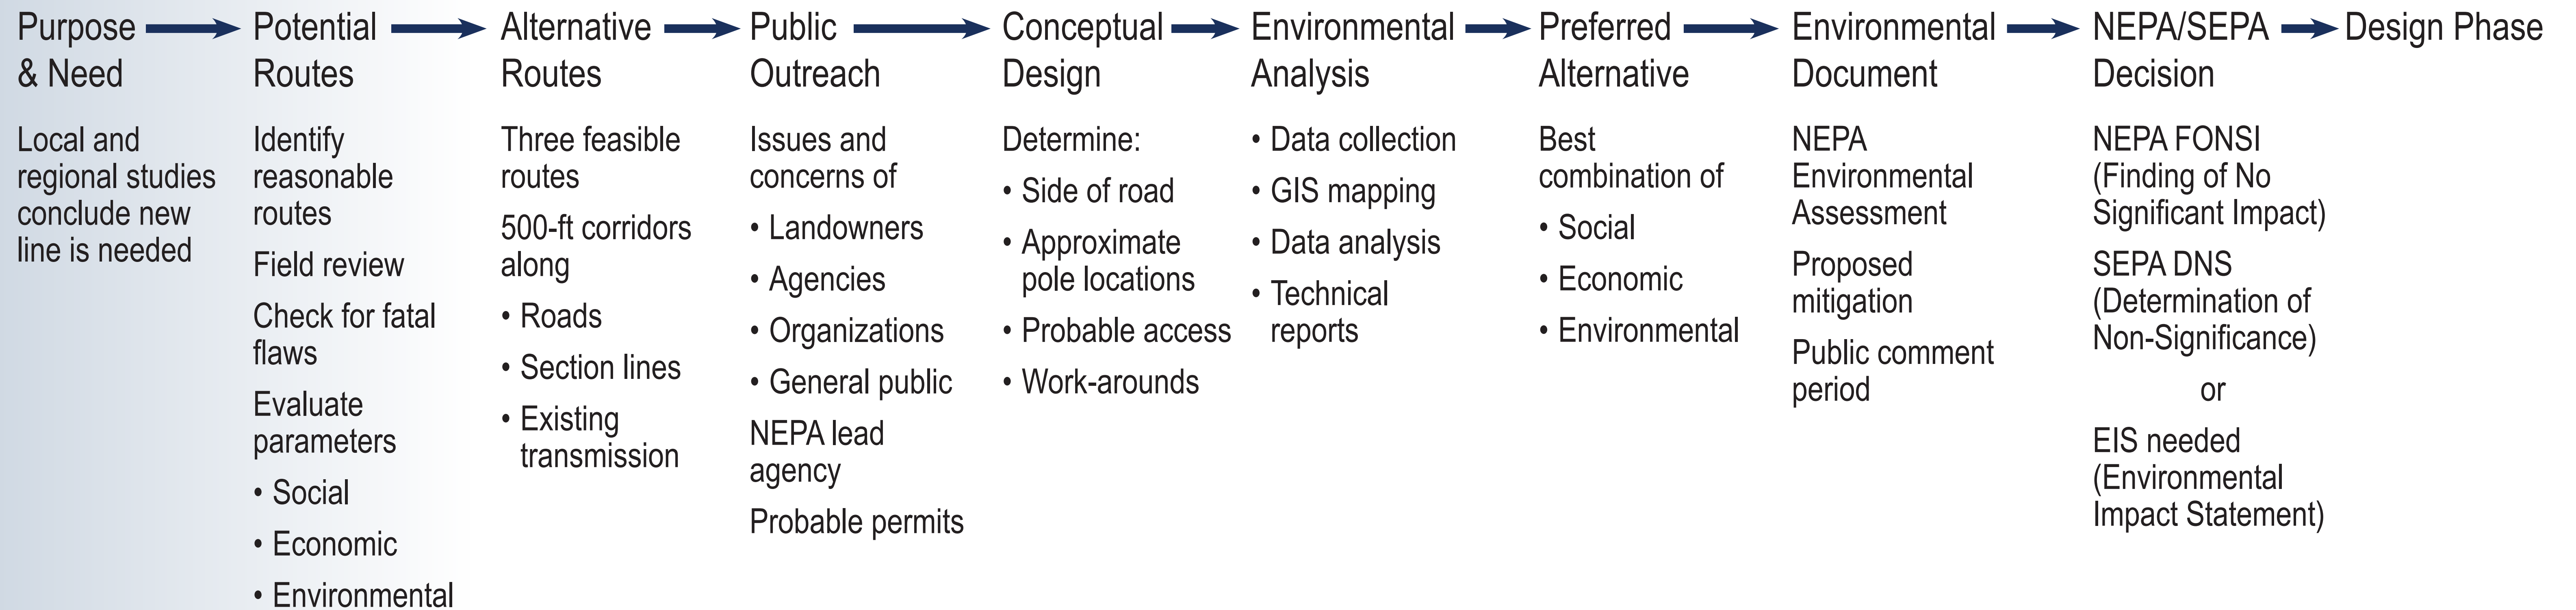 Purpose
& Need
Local and
regional studies
conclude new
line is needed
Potential
Routes
Identify
reasonable
routes
Field review
Check for fatal
flaws
Evaluate
parameters
• Social
• Economic
• Environmental
Alternative
Routes
Three feasible
routes
500-ft corridors
along
• Roads
• Section lines
• Existing
transmission
Public
Outreach
Issues and
concerns of
• Landowners
• Agencies
• Organizations
• General public
NEPA lead
agency
Probable permits
Conceptual
Design
Determine:
• Side of road
• Approximate
pole locations
• Probable access
• Work-arounds
Environmental
Analysis
• Data collection
• GIS mapping
• Data analysis
• Technical
reports
Preferred
Alternative
Best
combination of
• Social
• Economic
• Environmental
Environmental
Document
NEPA
Environmental
Assessment
Proposed
mitigation
Public comment
period
NEPA/SEPA
Decision
NEPA FONSI
(Finding of No
Significant Impact)
SEPA DNS
(Determination of
Non-Significance)
or
EIS needed
(Environmental
Impact Statement)
Design Phase